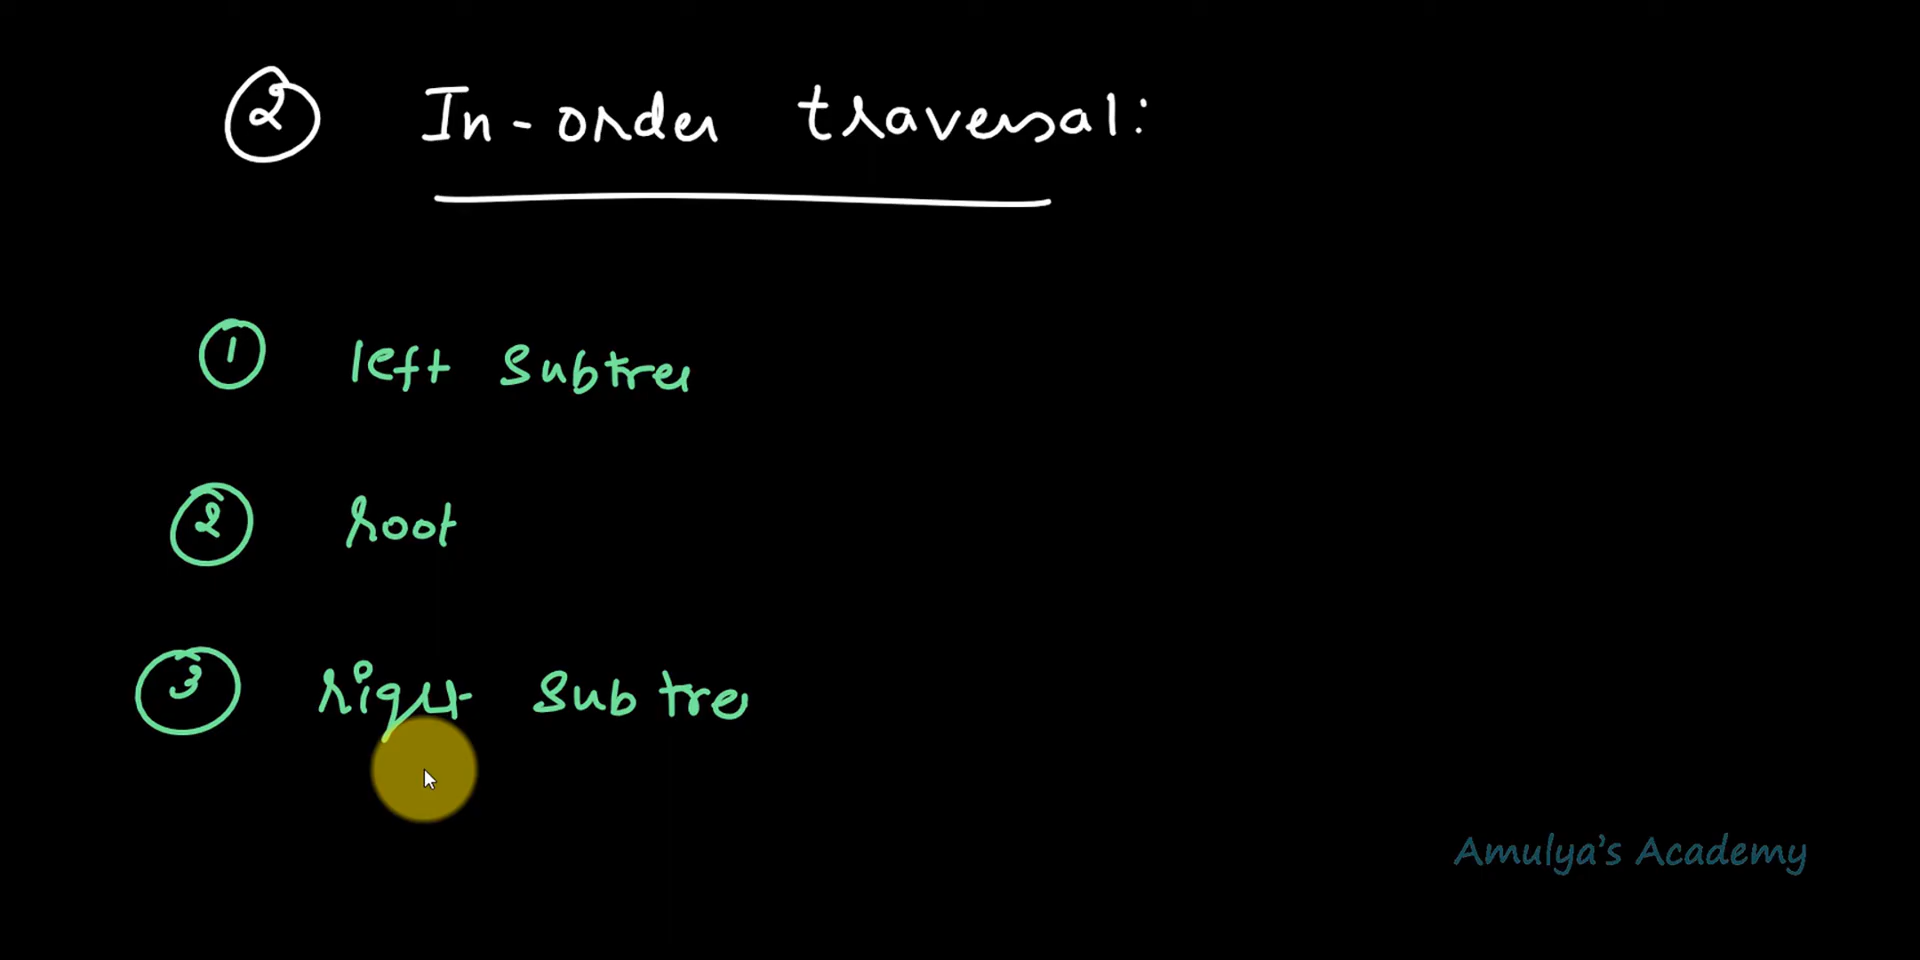 ② In-order traversal:
① left Subtree
② root
③ right Subtree
Amulya's Academy